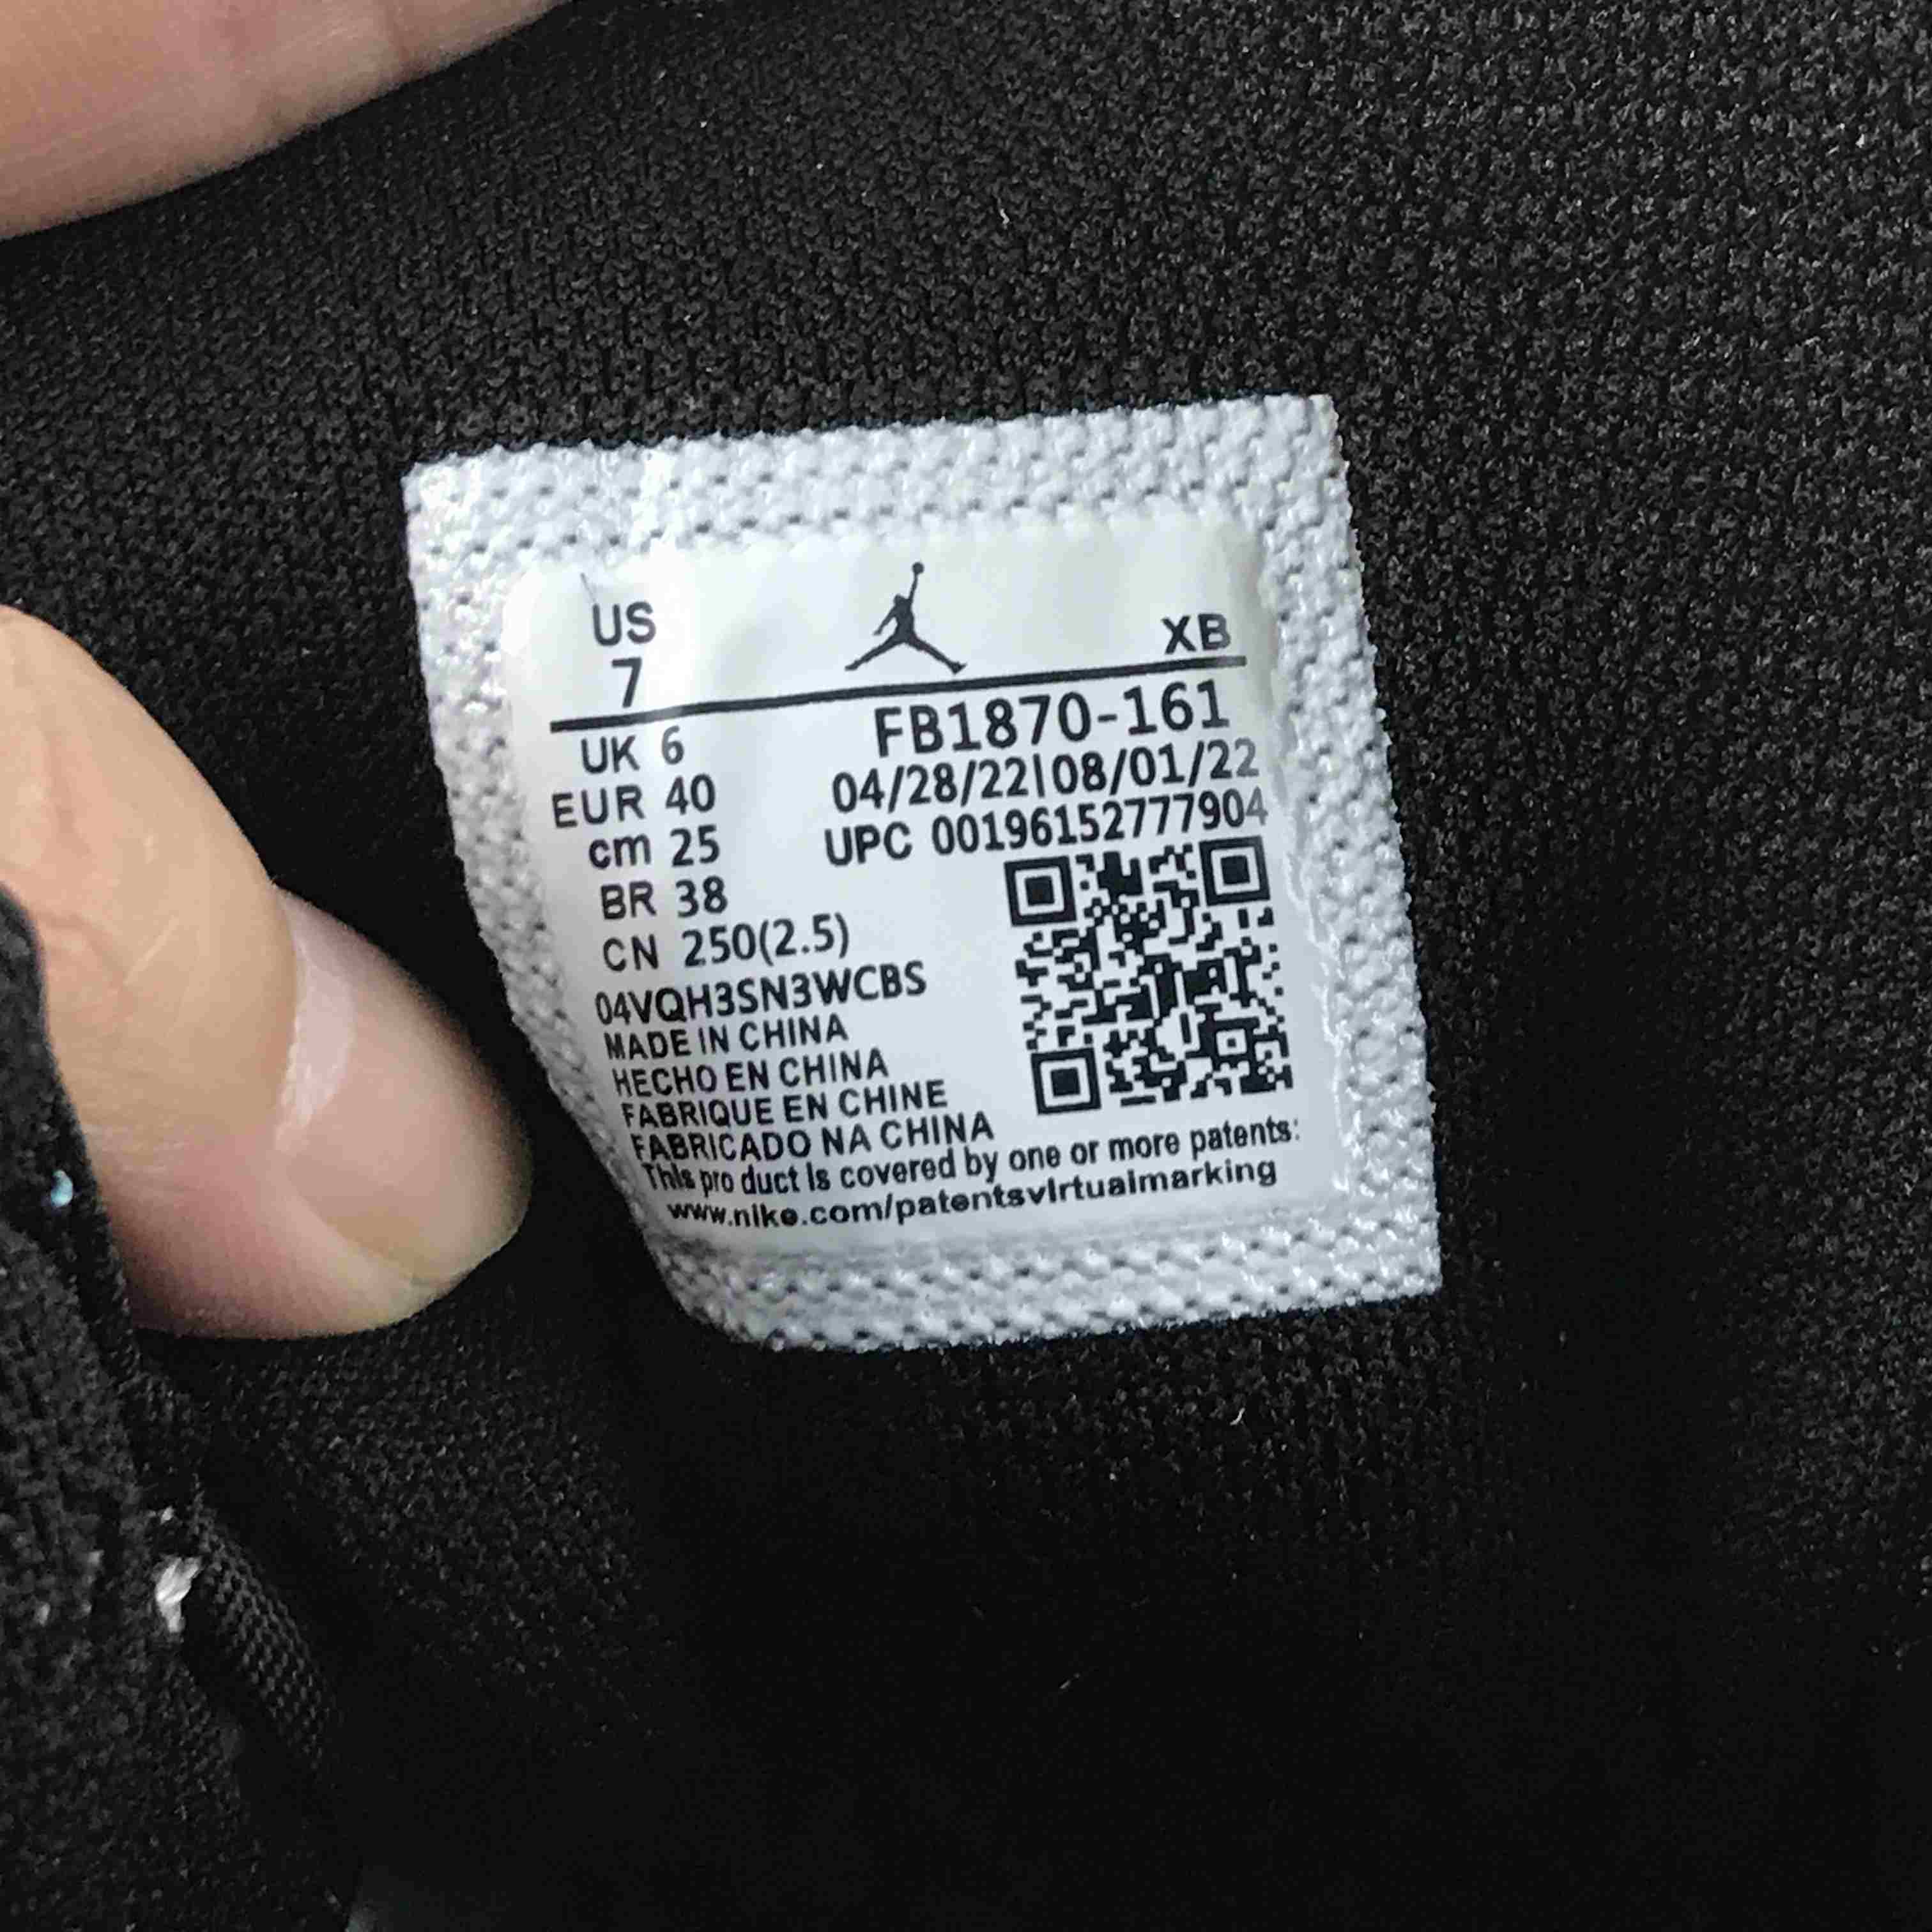 US
7
XB
UK 6
EUR 40
cm 25
BR 38
CN 250(2.5)
FB1870-161
04/28/22|08/01/22
UPC 00196152777904
04VQH3SN3WCBS
MADE IN CHINA
HECHO EN CHINA
FABRIQUE EN CHINE
FABRICADO NA CHINA
This pro duct is covered by one or more patents:
www.nike.com/patentsvirtualmarking